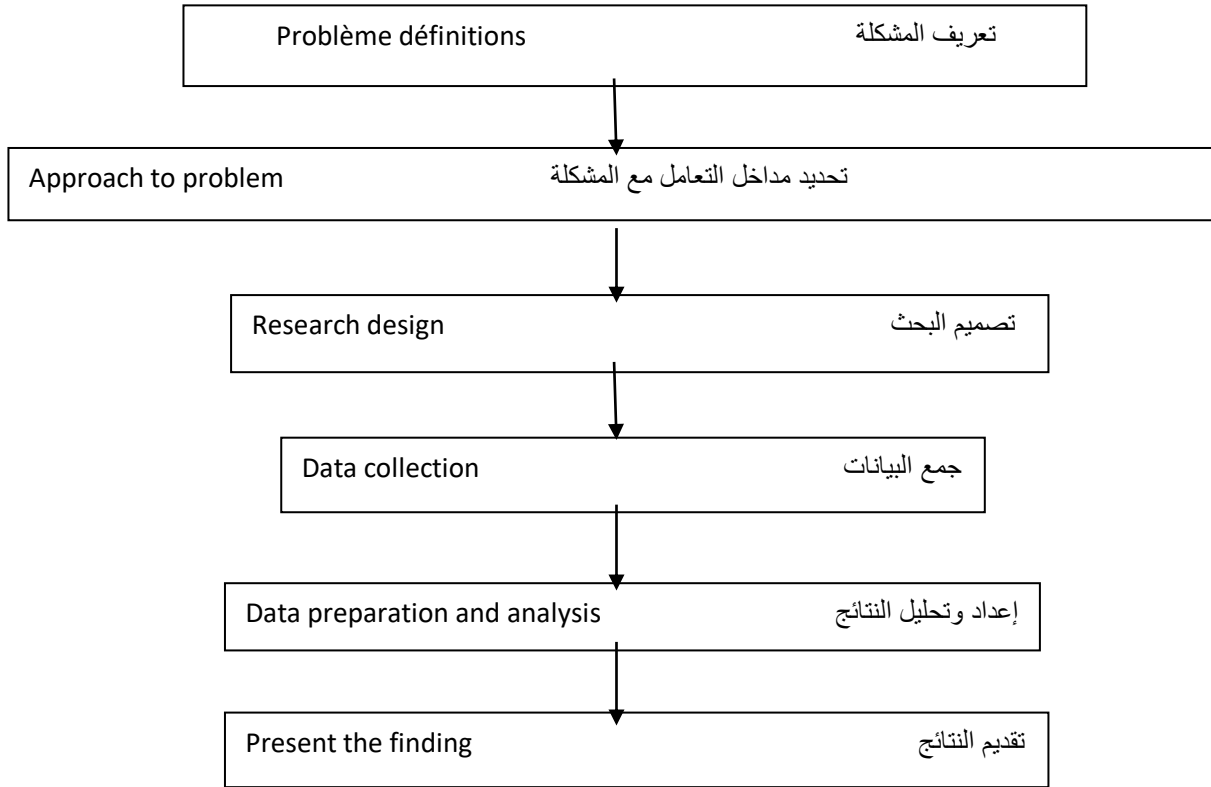 Problème définitions تعريف المشكلة
Approach to problem تحديد مداخل التعامل مع المشكلة
Research design تصميم البحث
Data collection جمع البيانات
Data preparation and analysis إعداد وتحليل النتائج
Present the finding تقديم النتائج